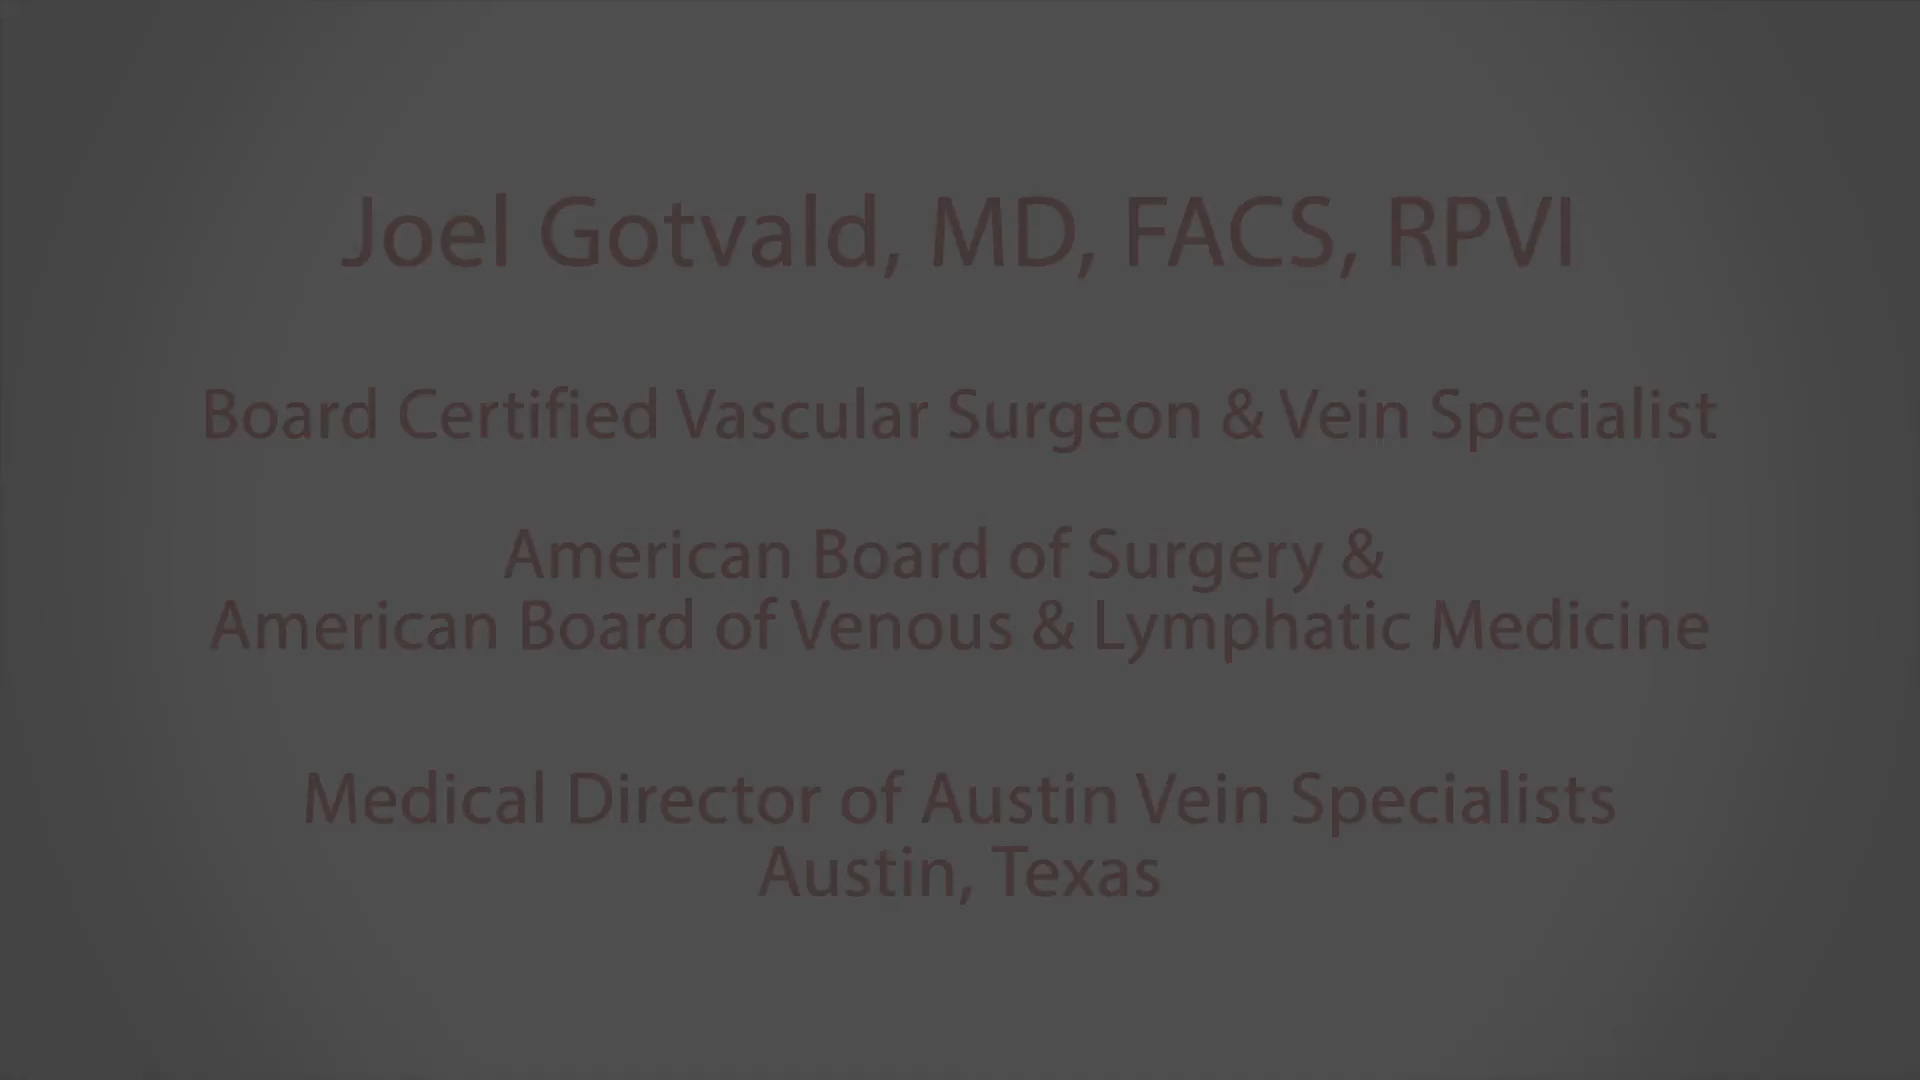 Joel Gotvald, MD, FACS, RPVI
Board Certified Vascular Surgeon & Vein Specialist
American Board of Surgery &
American Board of Venous & Lymphatic Medicine
Medical Director of Austin Vein Specialists
Austin, Texas